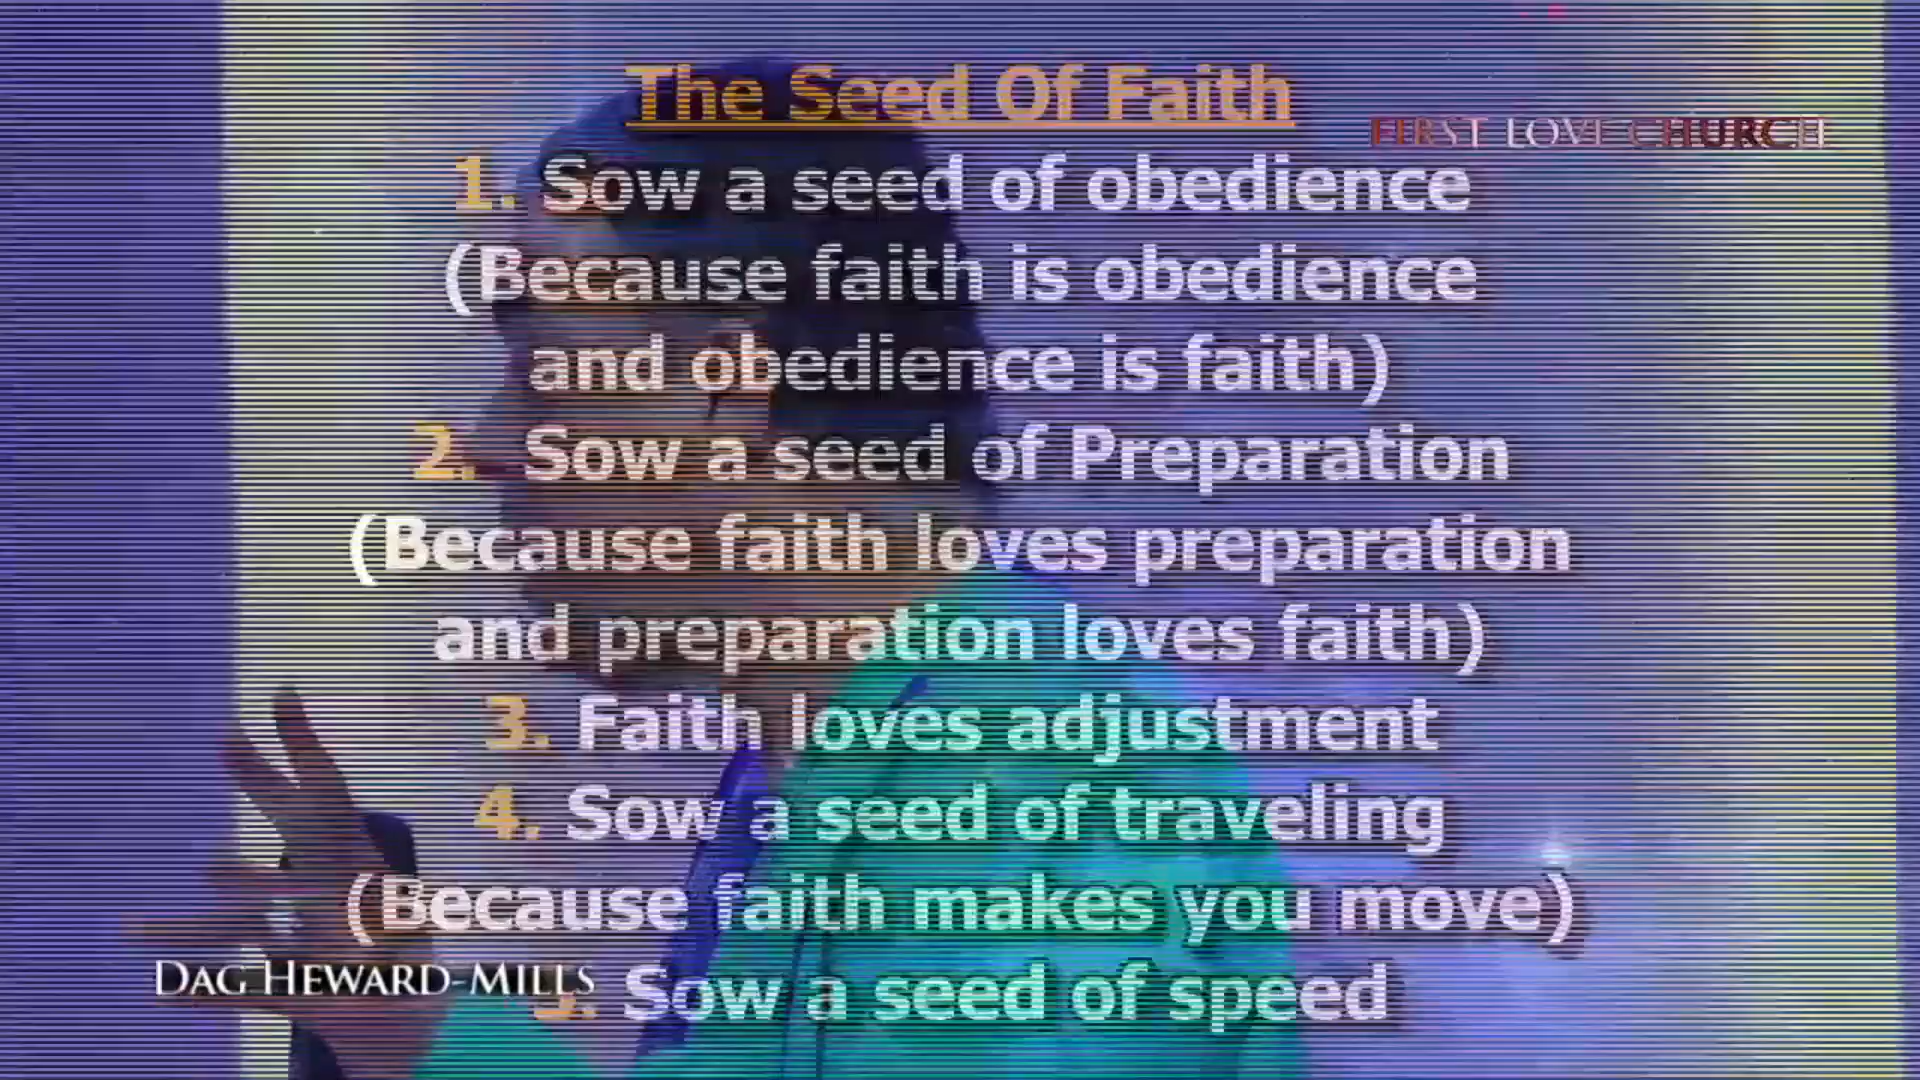 The Seed Of Faith
FIRST LOVE CHURCH
1. Sow a seed of obedience
(Because faith is obedience
and obedience is faith)
2. Sow a seed of Preparation
(Because faith loves preparation
and preparation loves faith)
3. Faith loves adjustment
4. Sow a seed of traveling
(Because faith makes you move)
DAG HEWARD-MILLS
5. Sow a seed of speed